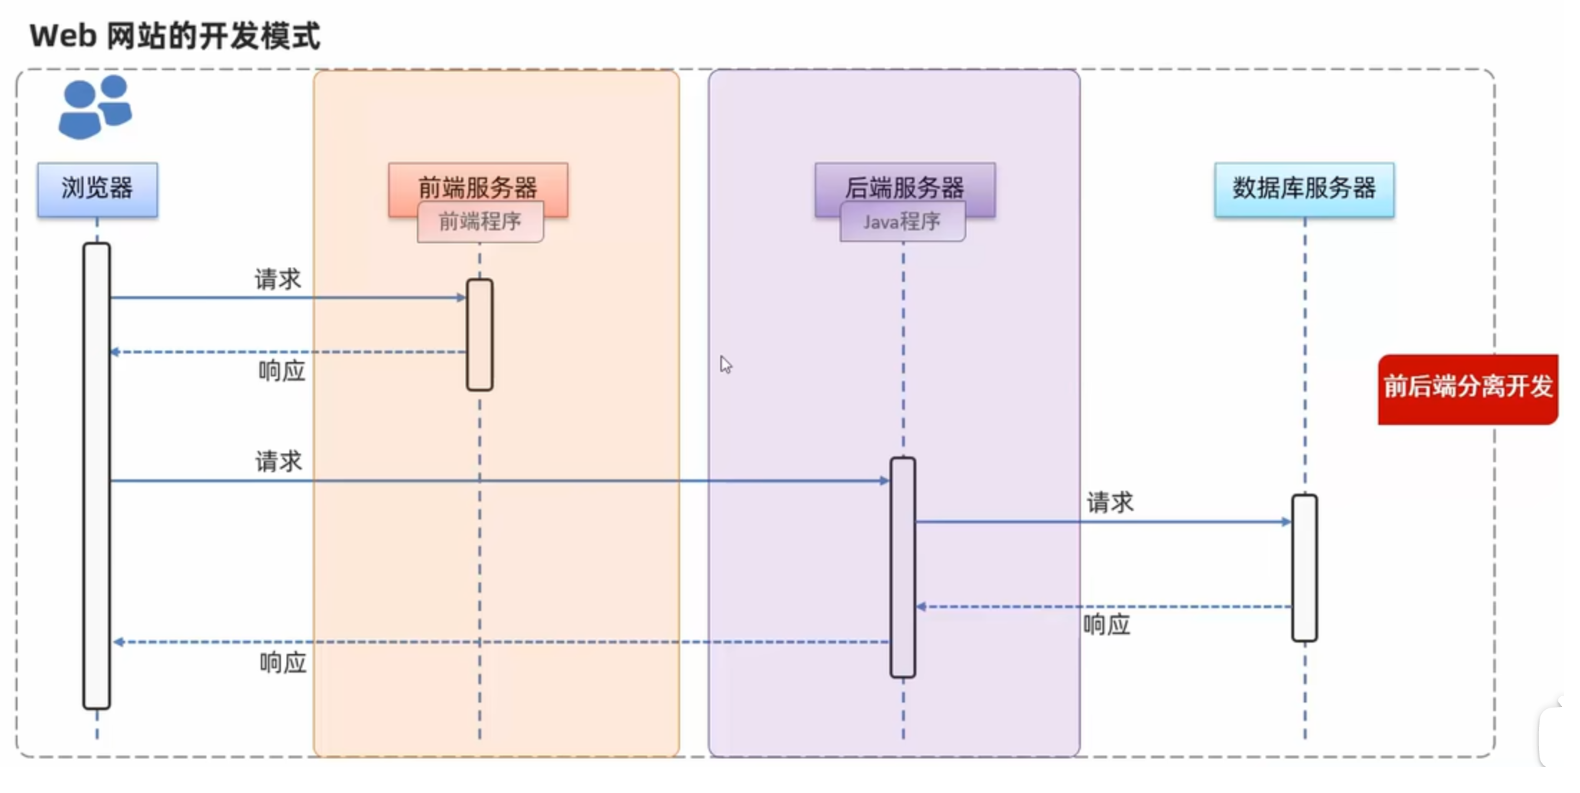 Web 网站的开发模式
浏览器
前端服务器
前端程序
后端服务器
Java程序
数据库服务器
请求
响应
前后端分离开发
请求
请求
响应
响应